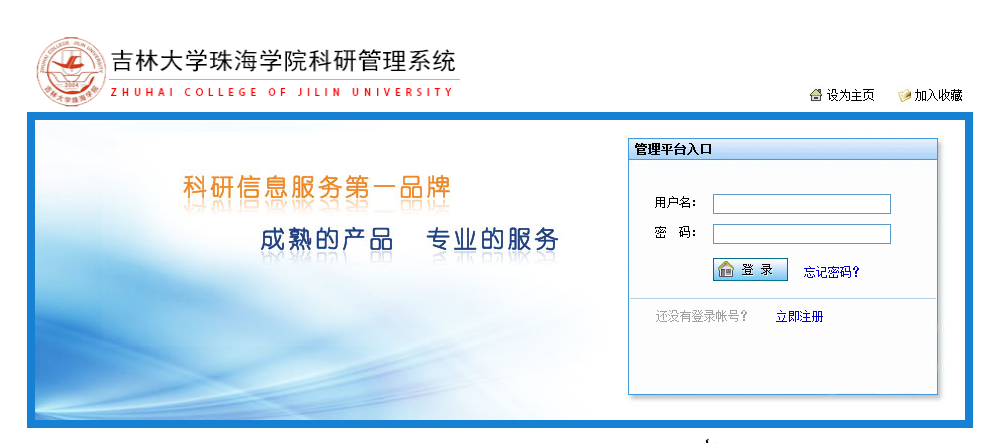 吉林大学珠海学院科研管理系统
ZHUHAI COLLEGE OF JILIN UNIVERSITY
设为主页 加入收藏
科研信息服务第一品牌
成熟的产品 专业的服务
管理平台入口
用户名：
密 码：
登 录 忘记密码？
还没有登录帐号？ 立即注册